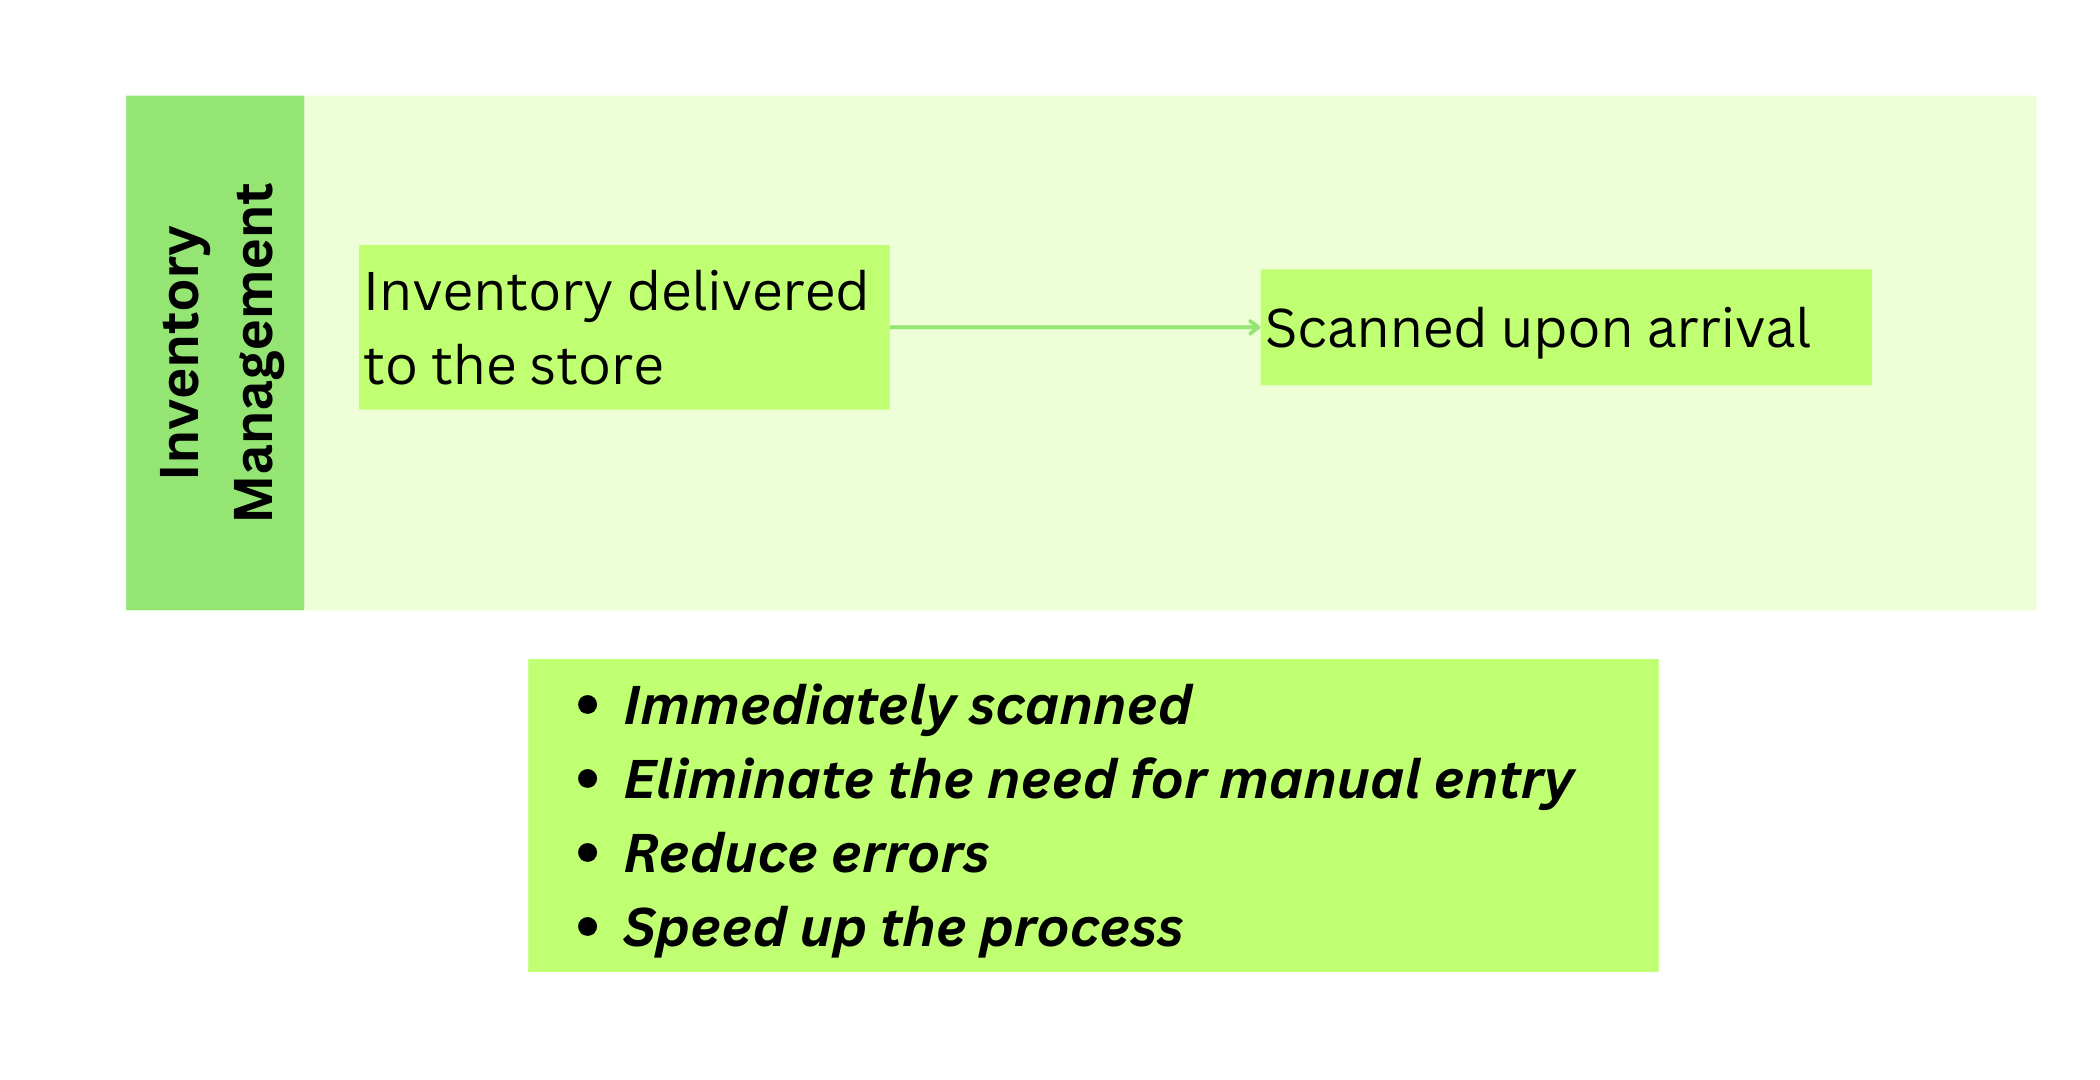 Inventory
Management
Inventory delivered
to the store
Scanned upon arrival
• Immediately scanned
• Eliminate the need for manual entry
• Reduce errors
• Speed up the process